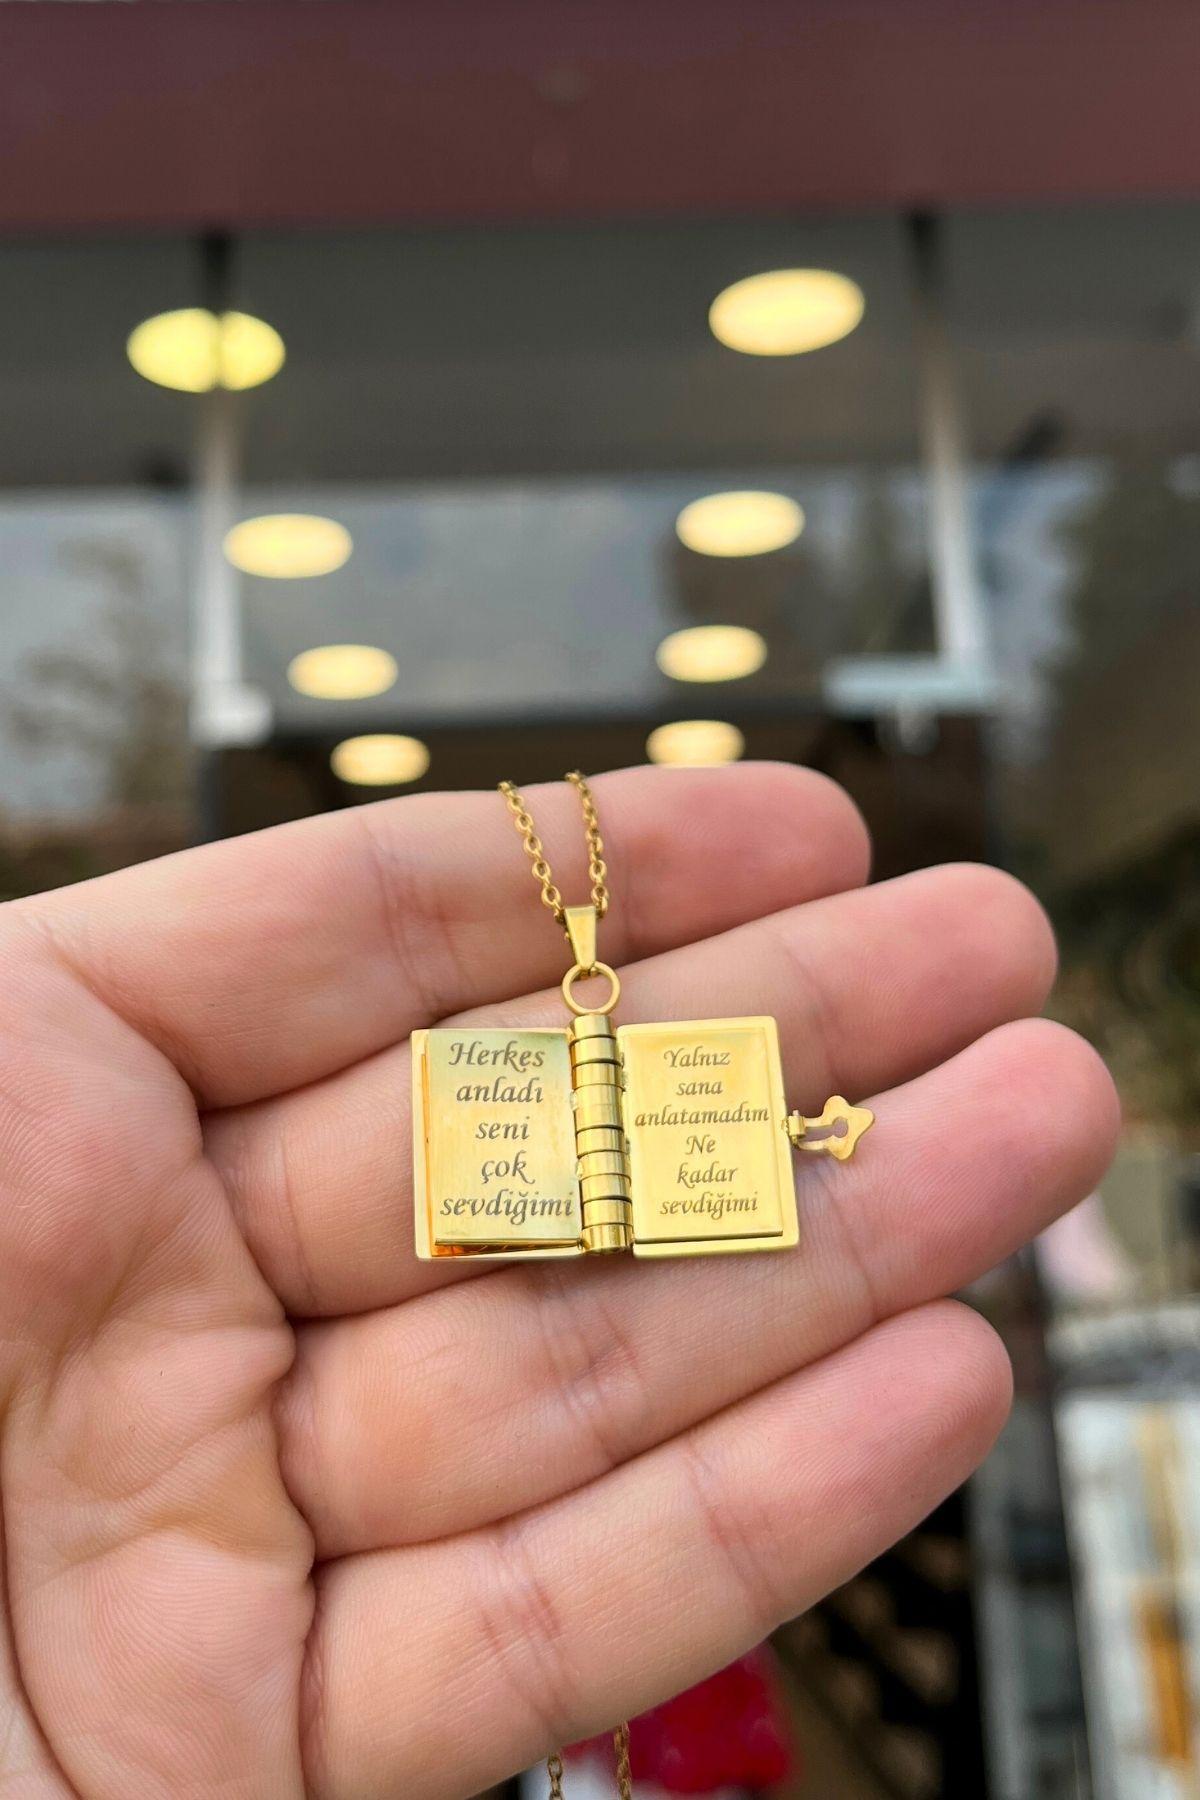 Herkes
anladı
seni
çok
sevdiğimi
Yalnız
sana
anlatamadım
Ne
kadar
sevdiğimi